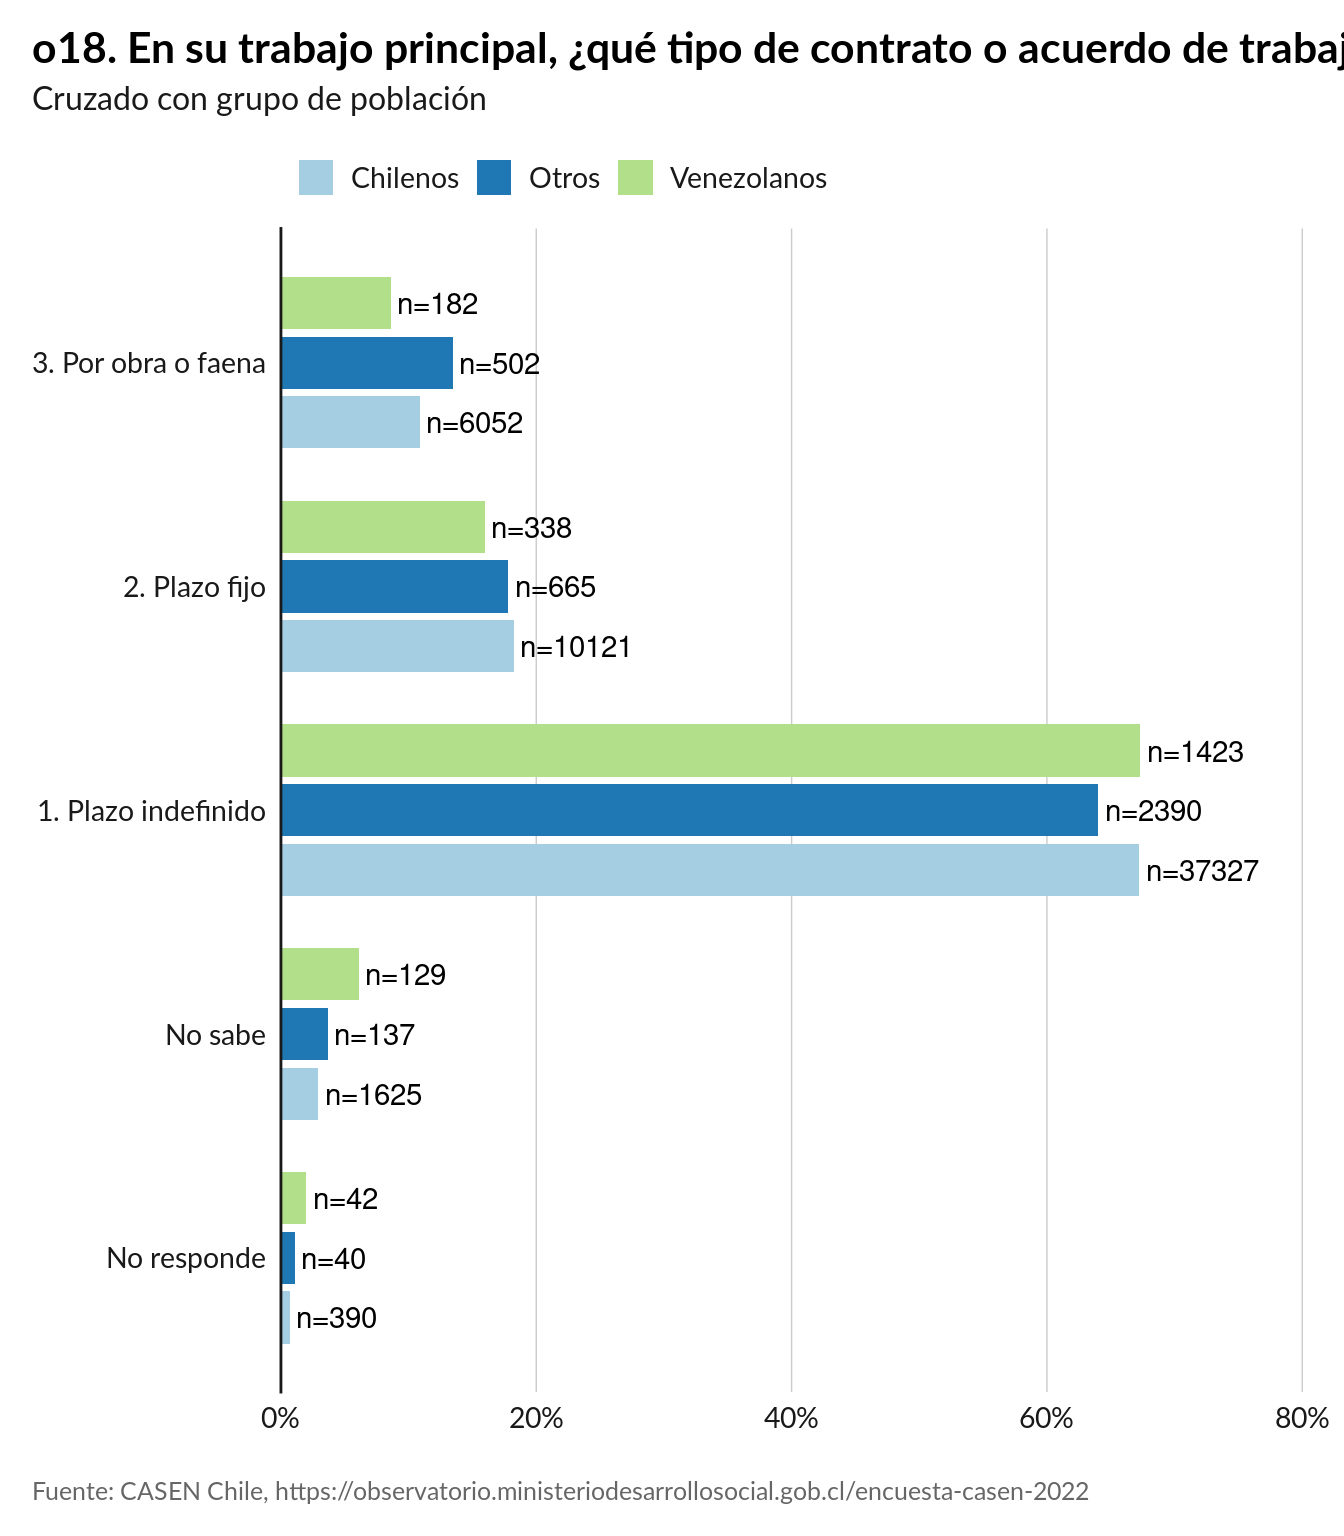 o18. En su trabajo principal, ¿qué tipo de contrato o acuerdo de
Cruzado con grupo de población
Chilenos Otros Venezolanos
n=182
3. Por obra o faena n=502
n=6052
n=338
2. Plazo fijo n=665
n=10121
n=1423
1. Plazo indefinido n=2390
n=37327
n=129
No sabe n=137
n=1625
n=42
No responde n=40
n=390
0% 20% 40% 60% 80%
Fuente: CASEN Chile, https://observatorio.ministeriodesarrollosocial.gob.cl/encuesta-casen-2022